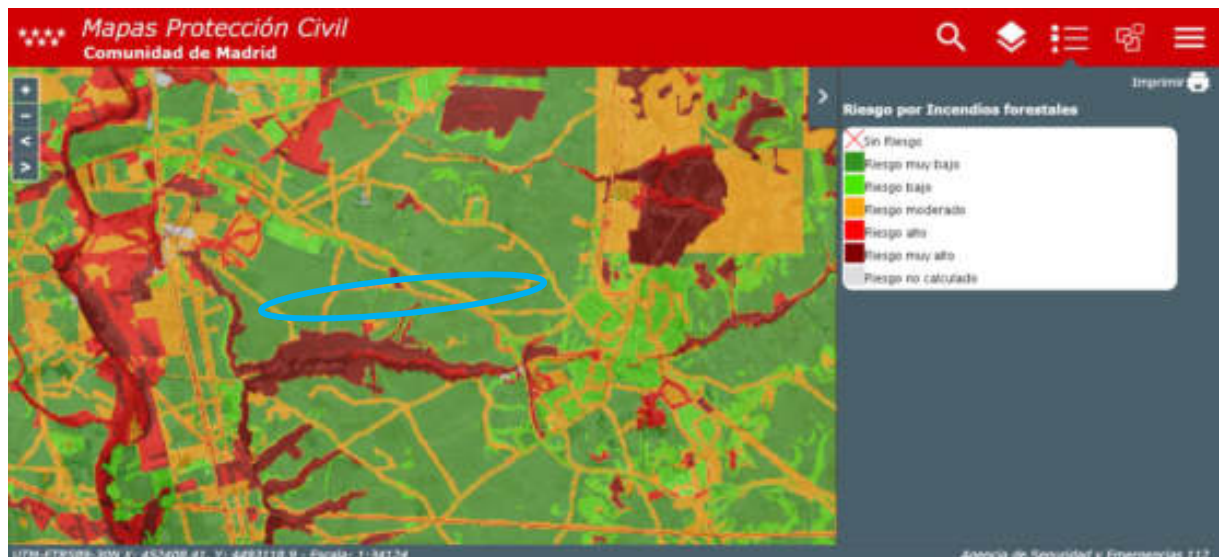 Mapas Protección Civil
Comunidad de Madrid
Imprimir
Riesgo por Incendios forestales
Sin Riesgo
Riesgo muy bajo
Riesgo bajo
Riesgo moderado
Riesgo alto
Riesgo muy alto
Riesgo no calculado
Agencia de Seguridad y Emergencias 112